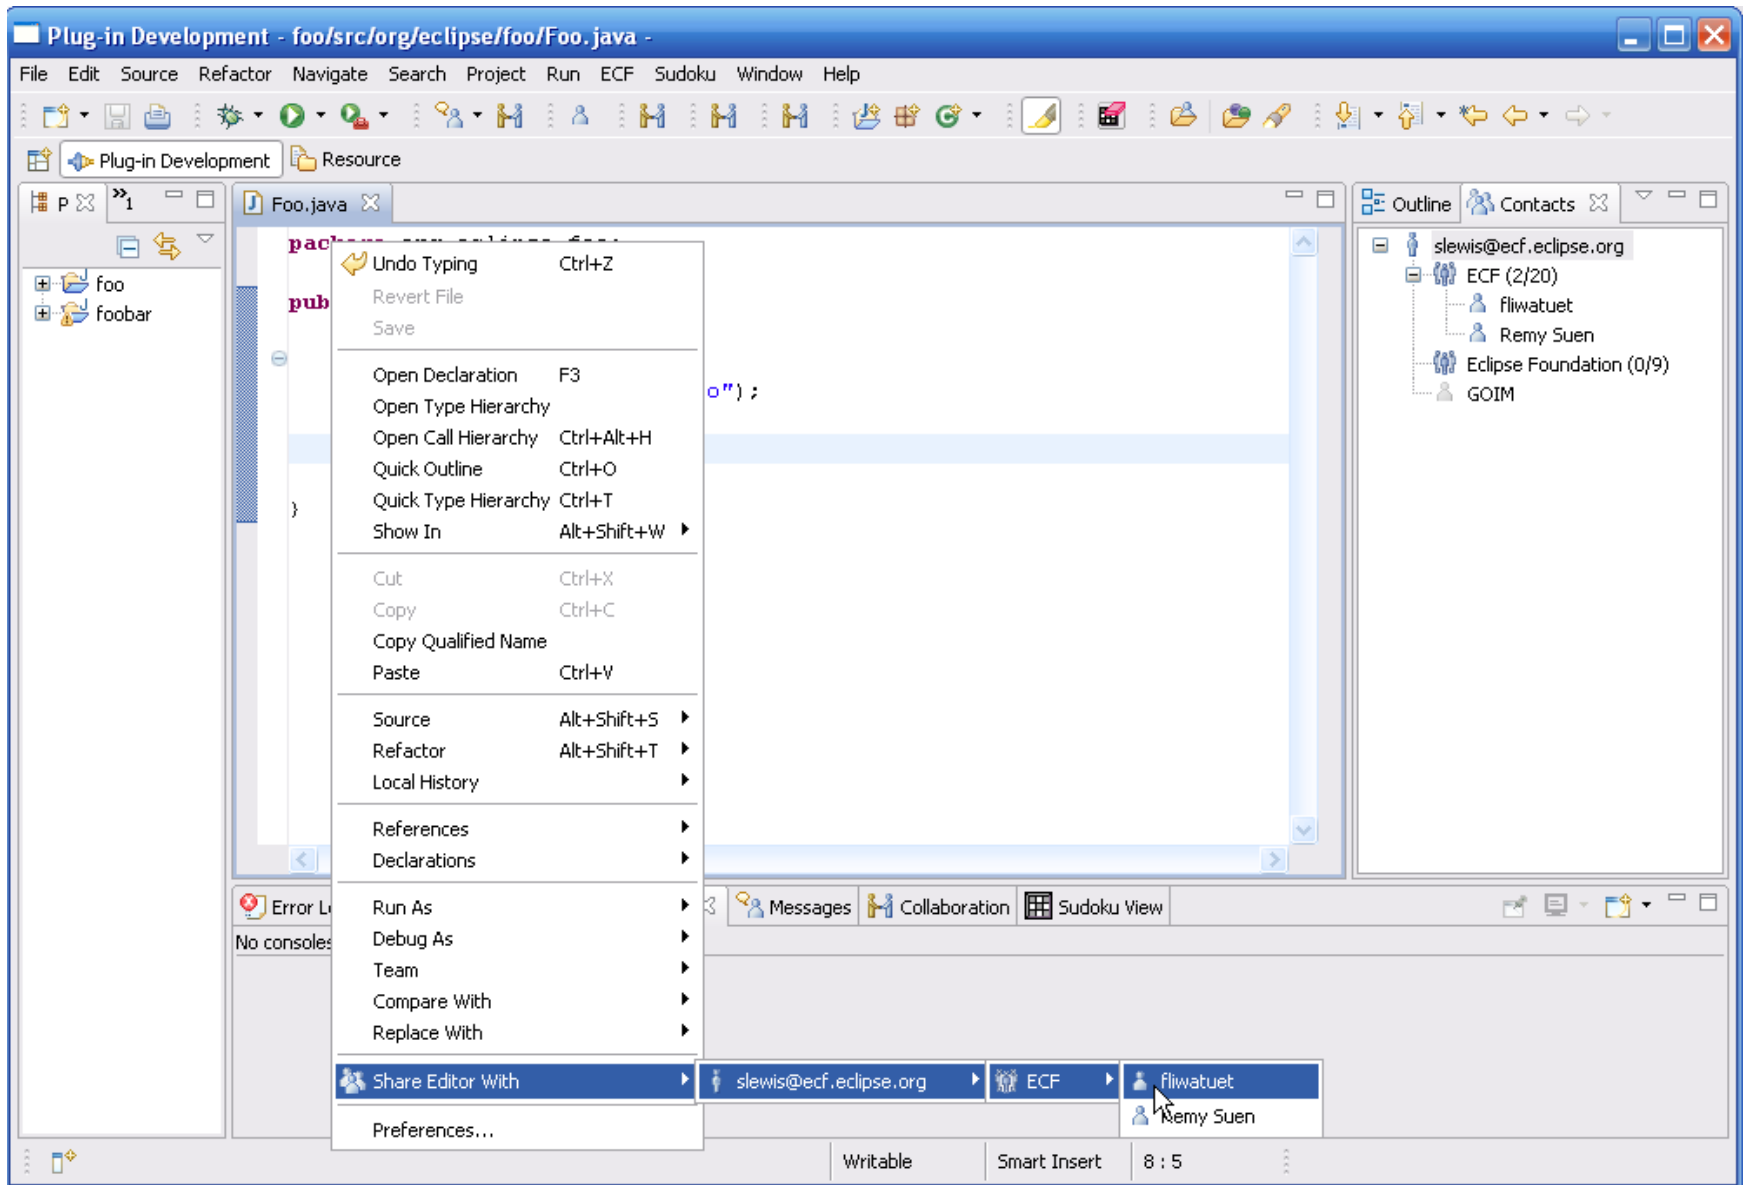 Plug-in Development - foo/src/org/eclipse/foo/Foo.java -
File Edit Source Refactor Navigate Search Project Run ECF Sudoku Window Help
Plug-in Development Resource
P »1
Foo.java
Outline Contacts
foo
foobar
pac
pub
o");
}
Undo Typing Ctrl+Z
Revert File
Save
Open Declaration F3
Open Type Hierarchy
Open Call Hierarchy Ctrl+Alt+H
Quick Outline Ctrl+O
Quick Type Hierarchy Ctrl+T
Show In Alt+Shift+W
Cut Ctrl+X
Copy Ctrl+C
Copy Qualified Name
Paste Ctrl+V
Source Alt+Shift+S
Refactor Alt+Shift+T
Local History
References
Declarations
Run As
Debug As
Team
Compare With
Replace With
Share Editor With
Preferences...
slewis@ecf.eclipse.org
ECF
fliwatuet
Remy Suen
slewis@ecf.eclipse.org
ECF (2/20)
fliwatuet
Remy Suen
Eclipse Foundation (0/9)
GOIM
Error L Messages Collaboration Sudoku View
No consoles
Writable Smart Insert 8 : 5